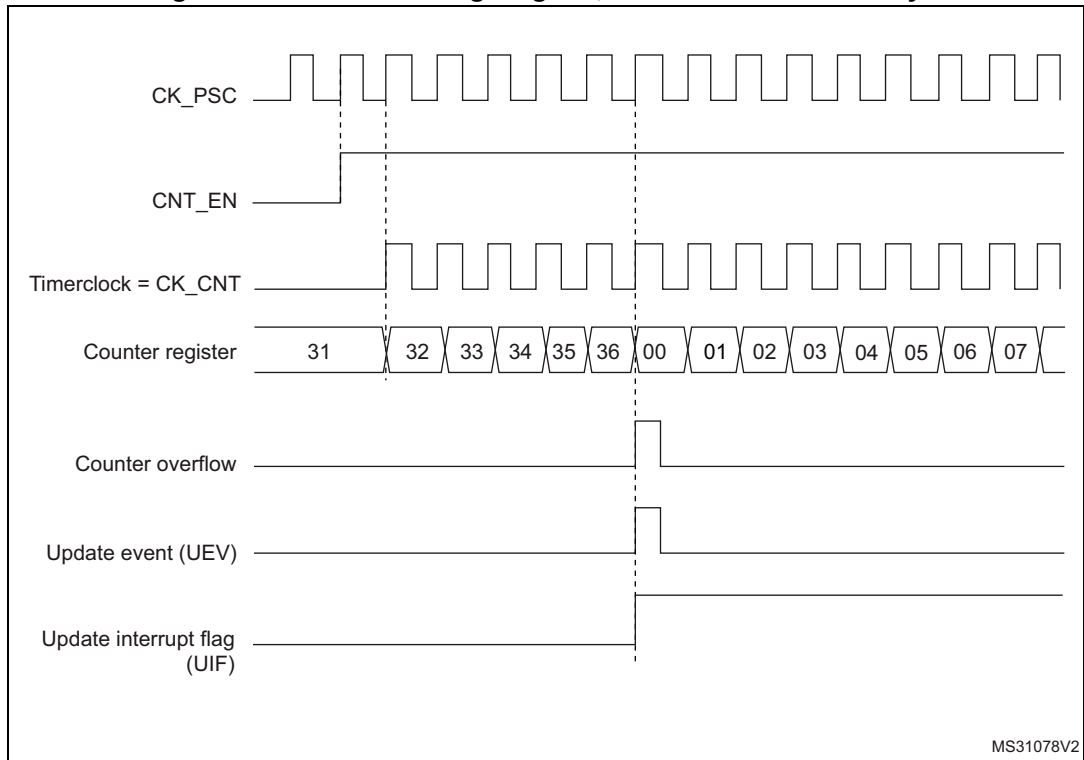 CK_PSC
CNT_EN
Timerclock = CK_CNT
Counter register 31 32 33 34 35 36 00 01 02 03 04 05 06 07
Counter overflow
Update event (UEV)
Update interrupt flag
(UIF)
MS31078V2